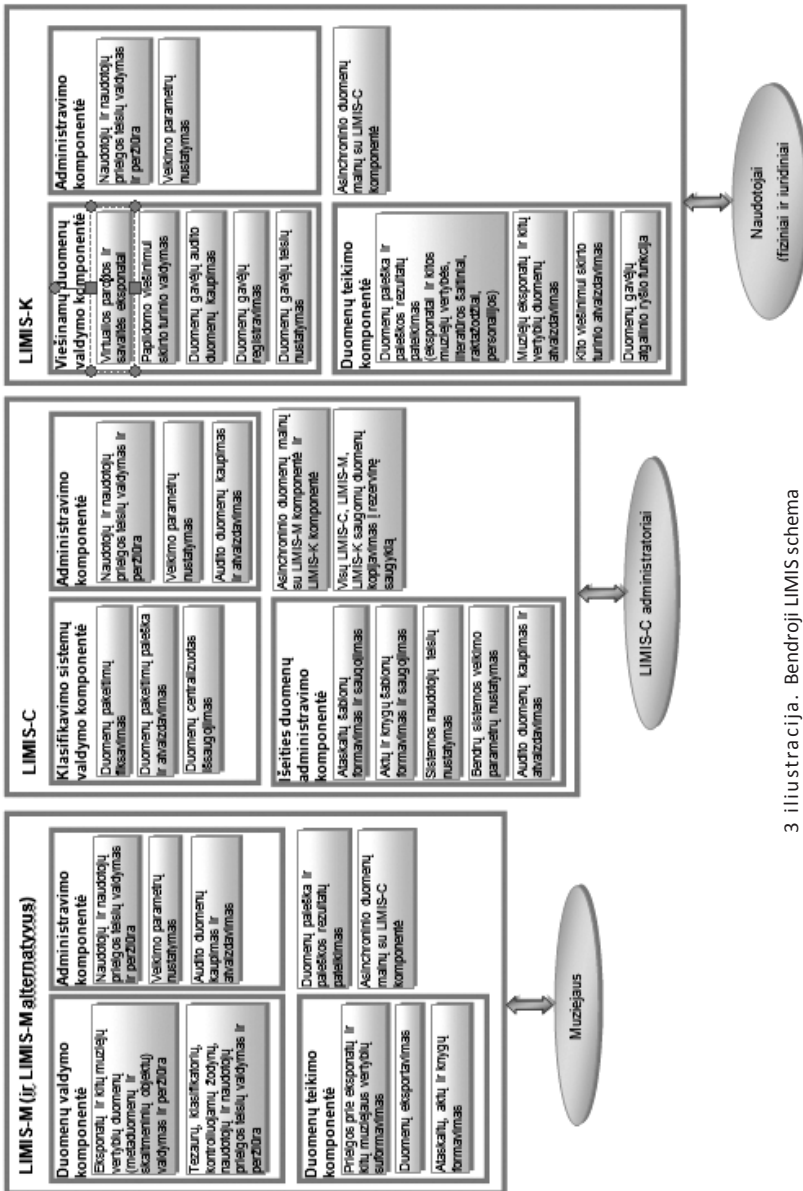 LIMIS-M (ir LIMIS-M alternatyvus)
Duomenų valdymo
komponentė
Eksponatų ir kitų muziejų
vertybių duomenų
(metaduomenų ir
skaitmeninių objektų)
valdymas ir peržiūra
Tezaurų, klasifikatorių,
kontroliuojamų žodynų,
naudotojų ir naudotojų
prieigos teisių valdymas ir
peržiūra
Administravimo
komponentė
Naudotojų ir naudotojų
prieigos teisių valdymas
ir peržiūra
Veikimo parametrų
nustatymas
Audito duomenų
kaupimas ir
atvaizdavimas
Duomenų teikimo
komponentė
Prieigos prie eksponatų ir
kitų muziejaus vertybių
suformavimas
Duomenų eksportavimas
Ataskaitų, aktų ir knygų
formavimas
Duomenų paieška ir
paieškos rezultatų
pateikimas
Asinchroninio duomenų
mainų su LIMIS-C
komponentė
Muziejaus
LIMIS-C
Klasifikavimo sistemų
valdymo komponentė
Duomenų pakeitimų
fiksavimas
Duomenų pakeitimų paieška
ir atvaizdavimas
Duomenų centralizuotas
išsaugojimas
Administravimo
komponentė
Naudotojų ir naudotojų
prieigos teisių valdymas ir
peržiūra
Veikimo parametrų
nustatymas
Audito duomenų kaupimas
ir atvaizdavimas
Išeities duomenų
administravimo
komponentė
Ataskaitų šablonų
formavimas ir saugojimas
Aktų ir knygų šablonų
formavimas ir saugojimas
Sistemos naudotojų teisių
nustatymas
Bendrų sistemos veikimo
parametrų nustatymas
Audito duomenų kaupimas ir
atvaizdavimas
Asinchroninio duomenų mainų
su LIMIS-M komponente ir
LIMIS-K komponentė
Visų LIMIS-C, LIMIS-M,
LIMIS-K saugomų duomenų
kopijavimas į rezervinę
saugyklą
LIMIS-C administratoriai
LIMIS-K
Viešinamų duomenų
valdymo komponentė
Virtualios parodos ir
savaitės eksponatai
Papildomo viešinimui
skirto turinio valdymas
Duomenų gavėjų audito
duomenų kaupimas
Duomenų gavėjų
registravimas
Duomenų gavėjų teisių
nustatymas
Administravimo
komponentė
Naudotojų ir naudotojų
prieigos teisių valdymas
ir peržiūra
Veikimo parametrų
nustatymas
Duomenų teikimo
komponentė
Duomenų paieška ir
paieškos rezultatų
pateikimas
(eksponatai ir kitos
muziejų vertybės,
literatūros šaltiniai,
raktažodžiai,
personalijos)
Muziejų eksponatų ir kitų
vertybių duomenų
atvaizdavimas
Kito viešinimui skirto
turinio atvaizdavimas
Duomenų gavėjų
atgalinio ryšio funkcija
Asinchroninio duomenų
mainų su LIMIS-C
komponentė
Naudotojai
(fiziniai ir juridiniai
3 iliustracija. Bendroji LIMIS schema